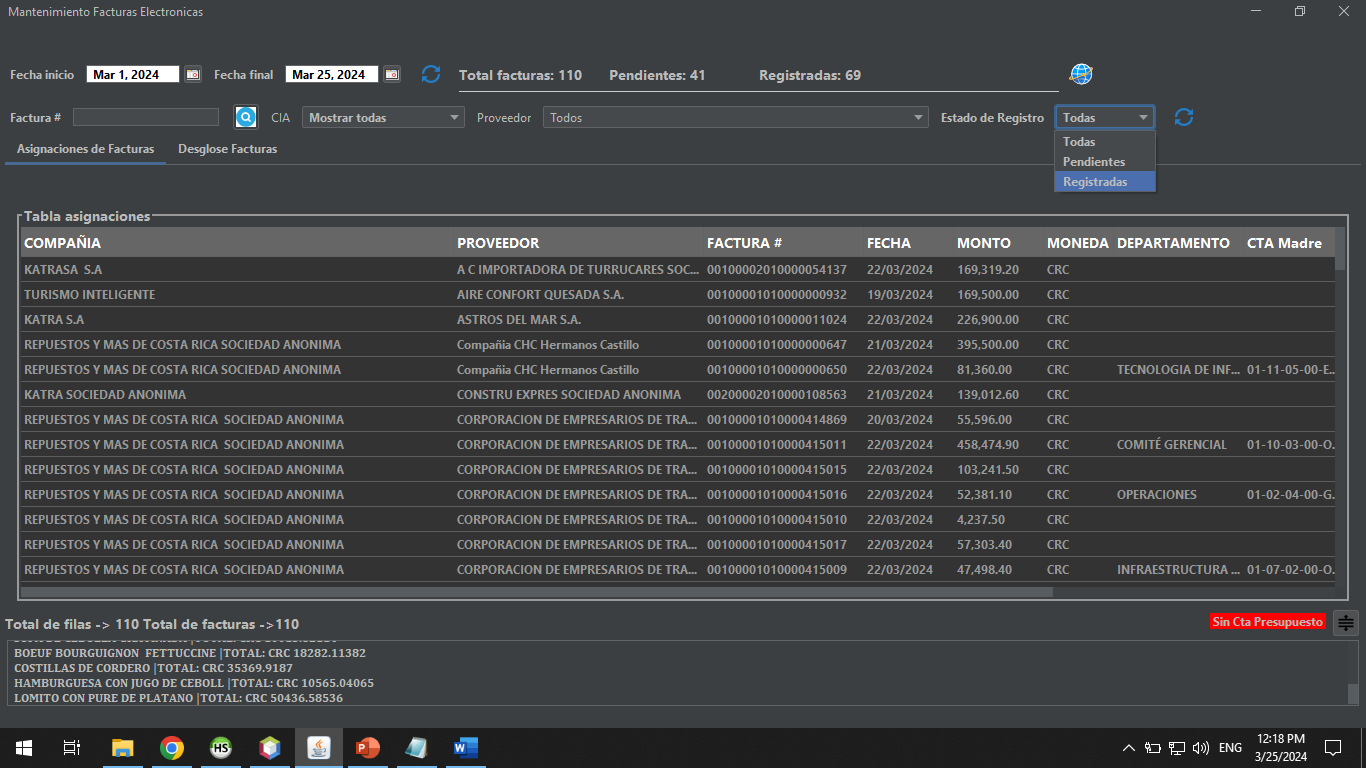 Mantenimiento Facturas Electronicas
Fecha inicio Mar 1, 2024 Fecha final Mar 25, 2024 Total facturas: 110 Pendientes: 41 Registradas: 69
Factura # CIA Mostrar todas Proveedor Todos Estado de Registro Todas
Todas
Pendientes
Registradas
Asignaciones de Facturas Desglose Facturas
Tabla asignaciones
COMPAÑIA PROVEEDOR FACTURA # FECHA MONTO MONEDA DEPARTAMENTO CTA Madre
KATRASA S.A A C IMPORTADORA DE TURRUCARES SOC... 00100002010000054137 22/03/2024 169,319.20 CRC
TURISMO INTELIGENTE AIRE CONFORT QUESADA S.A. 00100001010000000932 19/03/2024 169,500.00 CRC
KATRA S.A ASTROS DEL MAR S.A. 00100001010000011024 22/03/2024 226,900.00 CRC
REPUESTOS Y MAS DE COSTA RICA SOCIEDAD ANONIMA Compañia CHC Hermanos Castillo 00100001010000000647 21/03/2024 395,500.00 CRC
REPUESTOS Y MAS DE COSTA RICA SOCIEDAD ANONIMA Compañia CHC Hermanos Castillo 00100001010000000650 22/03/2024 81,360.00 CRC TECNOLOGIA DE INF... 01-11-05-00-E...
KATRA SOCIEDAD ANONIMA CONSTRU EXPRES SOCIEDAD ANONIMA 00200002010000108563 21/03/2024 139,012.60 CRC
REPUESTOS Y MAS DE COSTA RICA SOCIEDAD ANONIMA CORPORACION DE EMPRESARIOS DE TRA... 00100001010000414869 20/03/2024 55,596.00 CRC
REPUESTOS Y MAS DE COSTA RICA SOCIEDAD ANONIMA CORPORACION DE EMPRESARIOS DE TRA... 00100001010000415011 22/03/2024 458,474.90 CRC COMITÉ GERENCIAL 01-10-03-00-O...
REPUESTOS Y MAS DE COSTA RICA SOCIEDAD ANONIMA CORPORACION DE EMPRESARIOS DE TRA... 00100001010000415015 22/03/2024 103,241.50 CRC
REPUESTOS Y MAS DE COSTA RICA SOCIEDAD ANONIMA CORPORACION DE EMPRESARIOS DE TRA... 00100001010000415016 22/03/2024 52,381.10 CRC OPERACIONES 01-02-04-00-G...
REPUESTOS Y MAS DE COSTA RICA SOCIEDAD ANONIMA CORPORACION DE EMPRESARIOS DE TRA... 00100001010000415010 22/03/2024 4,237.50 CRC
REPUESTOS Y MAS DE COSTA RICA SOCIEDAD ANONIMA CORPORACION DE EMPRESARIOS DE TRA... 00100001010000415017 22/03/2024 57,303.40 CRC
REPUESTOS Y MAS DE COSTA RICA SOCIEDAD ANONIMA CORPORACION DE EMPRESARIOS DE TRA... 00100001010000415009 22/03/2024 47,498.40 CRC INFRAESTRUCTURA ... 01-07-02-00-O...
Total de filas -> 110 Total de facturas ->110 Sin Cta Presupuesto
BOEUF BOURGUIGNON FETTUCCINE |TOTAL: CRC 18282.11382
COSTILLAS DE CORDERO |TOTAL: CRC 35369.9187
HAMBURGUESA CON JUGO DE CEBOLL |TOTAL: CRC 10565.04065
LOMITO CON PURE DE PLATANO |TOTAL: CRC 50436.58536
HS ENG 12:18 PM
3/25/2024